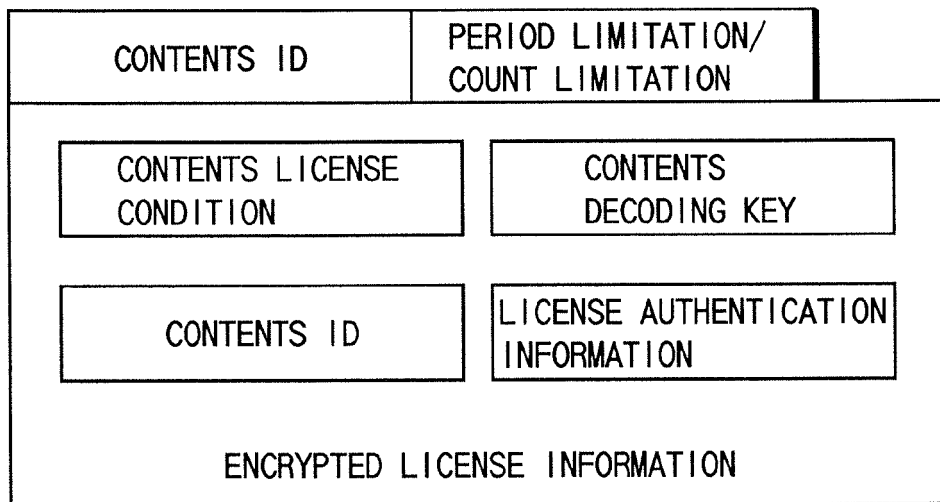 CONTENTS ID
PERIOD LIMITATION/
COUNT LIMITATION
CONTENTS LICENSE
CONDITION
CONTENTS
DECODING KEY
CONTENTS ID
LICENSE AUTHENTICATION
INFORMATION
ENCRYPTED LICENSE INFORMATION